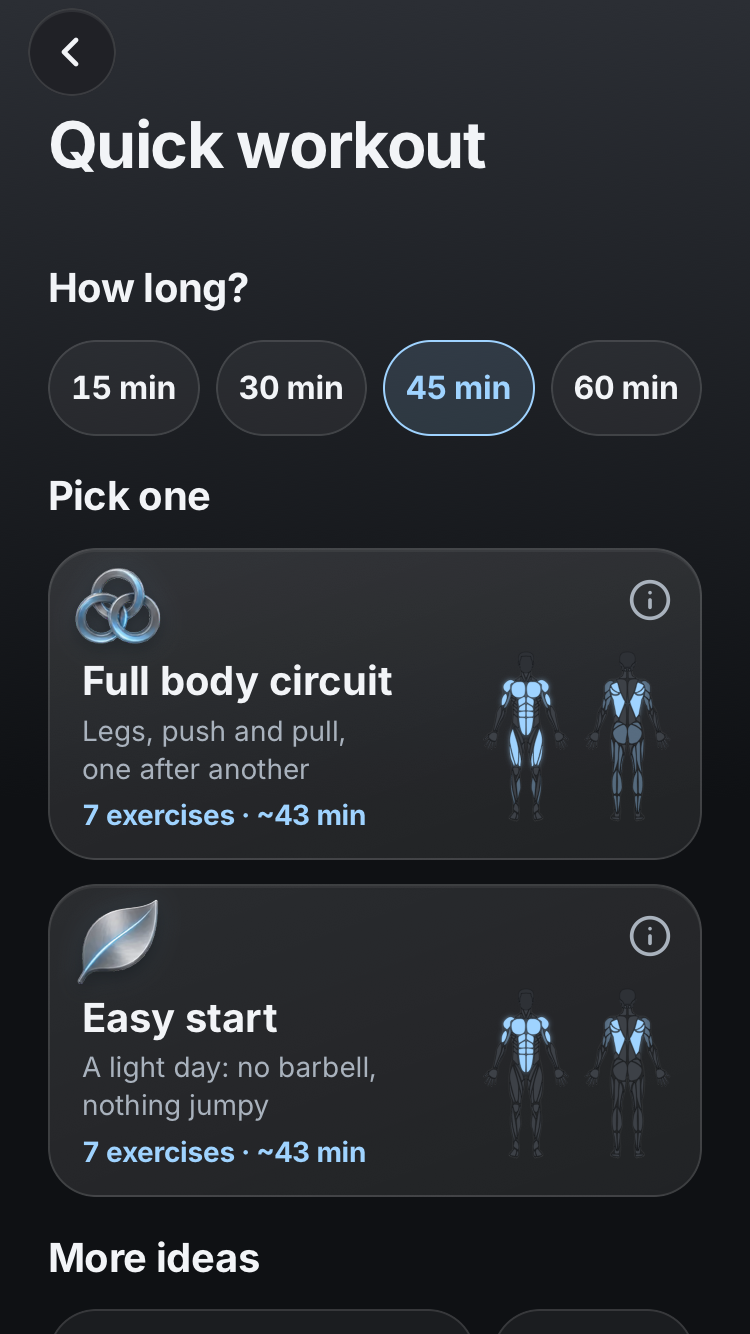 Quick workout
How long?
15 min
30 min
45 min
60 min
Pick one
Full body circuit
Legs, push and pull,
one after another
7 exercises · ~43 min
Easy start
A light day: no barbell,
nothing jumpy
7 exercises · ~43 min
More ideas